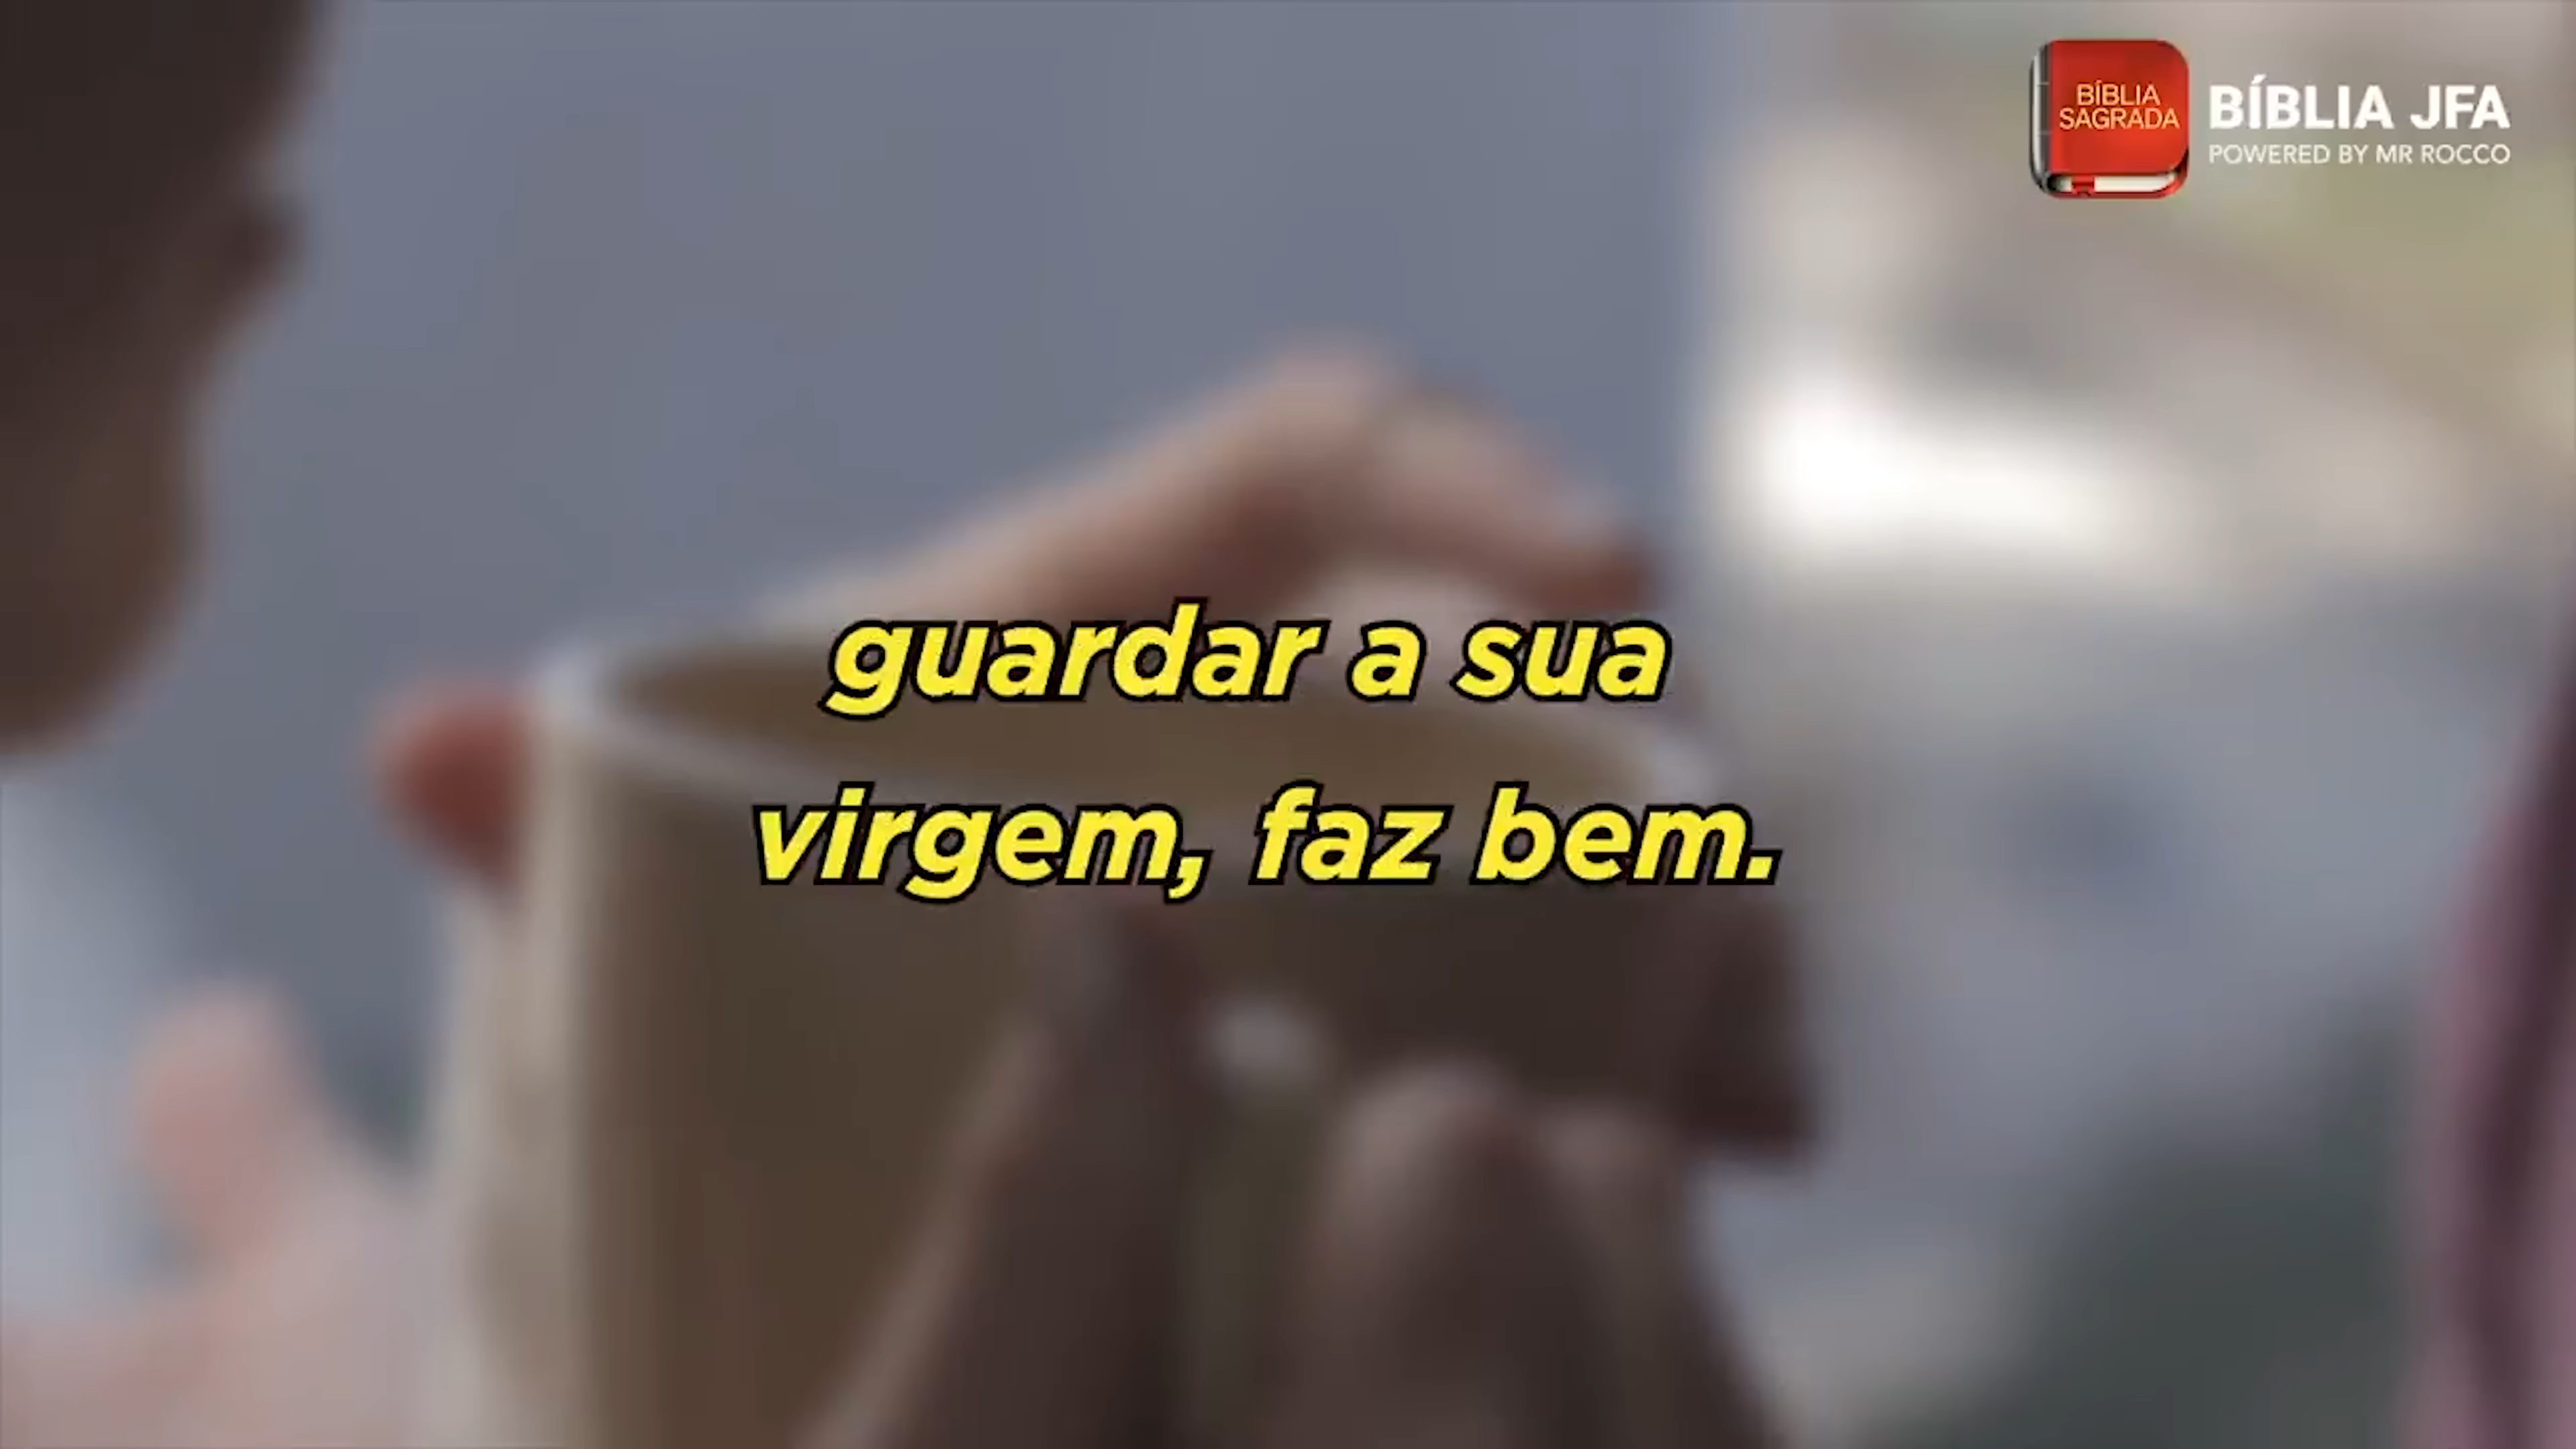 BÍBLIA
SAGRADA
BÍBLIA JFA
POWERED BY MR ROCCO
guardar a sua
virgem, faz bem.